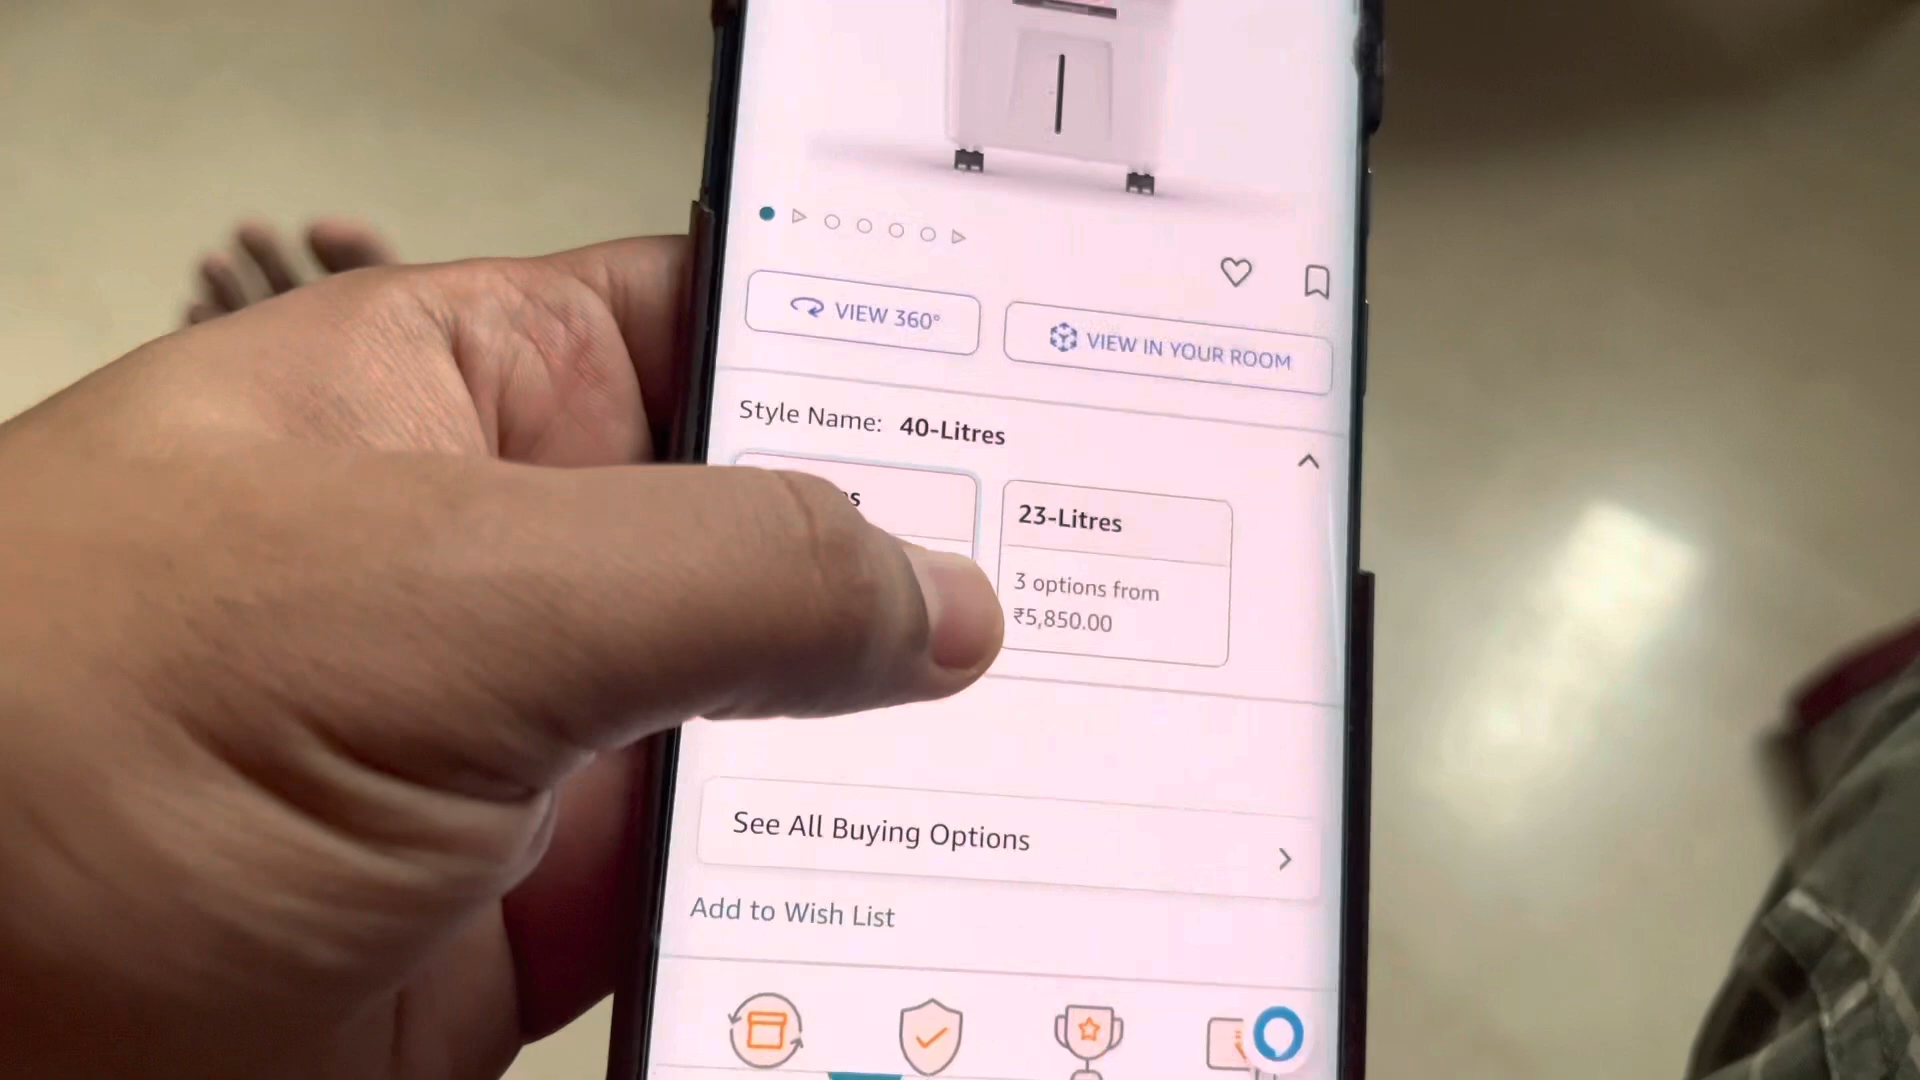 VIEW 360°
VIEW IN YOUR ROOM
Style Name: 40-Litres
23-Litres
3 options from
₹5,850.00
See All Buying Options
Add to Wish List